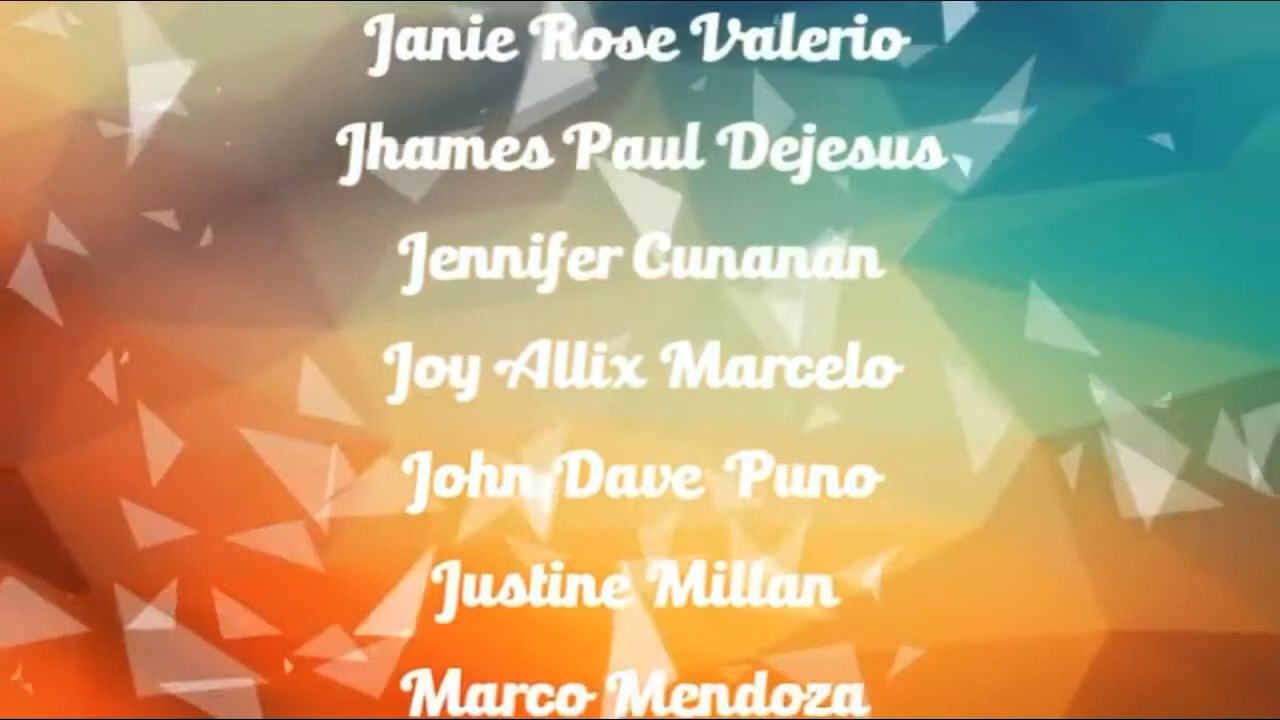 Janie Rose Valerio
Jhames Paul Dejesus
Jennifer Cunanan
Joy Allix Marcelo
John Dave Puno
Justine Millan
Marco Mendoza